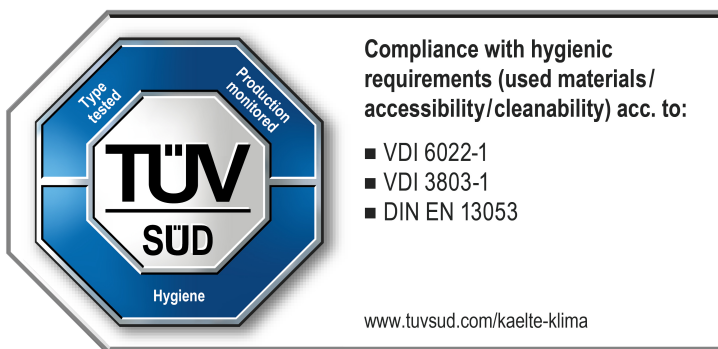 Type
tested
Production
monitored
TÜV
SÜD
Hygiene
Compliance with hygienic
requirements (used materials/
accessibility/cleanability) acc. to:
■ VDI 6022-1
■ VDI 3803-1
■ DIN EN 13053
www.tuvsud.com/kaelte-klima